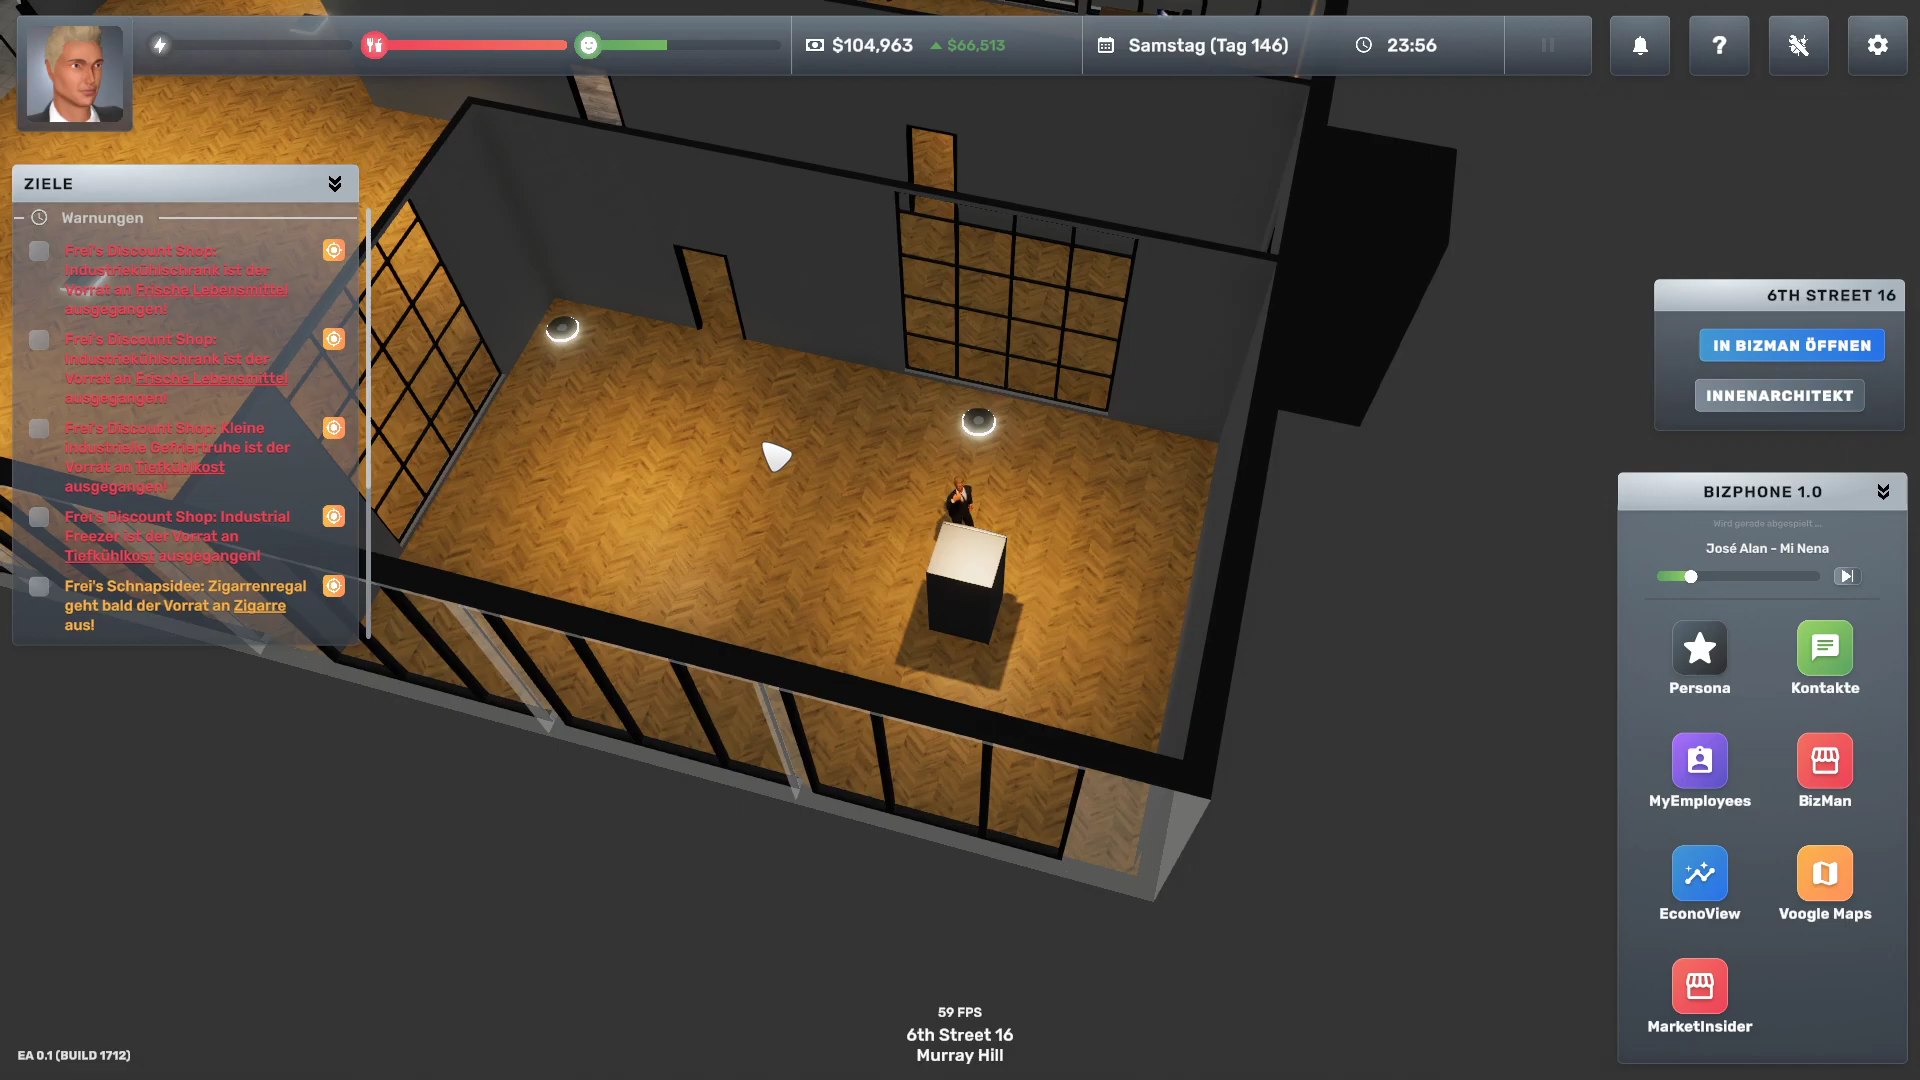 $104,963
$66,513
Samstag (Tag 146)
23:56
?
ZIELE
Warnungen
Frei's Discount Shop:
Industriekühlschrank ist der
Vorrat an Frische Lebensmittel
ausgegangen!
Frei's Discount Shop:
Industriekühlschrank ist der
Vorrat an Frische Lebensmittel
ausgegangen!
Frei's Discount Shop: Kleine
industrielle Gefriertruhe ist der
Vorrat an Tiefkühlkost
ausgegangen!
Frei's Discount Shop: Industrial
Freezer ist der Vorrat an
Tiefkühlkost ausgegangen!
Frei's Schnapsidee: Zigarrenregal
geht bald der Vorrat an Zigarre
aus!
6TH STREET 16
IN BIZMAN ÖFFNEN
INNENARCHITEKT
BIZPHONE 1.0
Wird gerade abgespielt ...
José Alan - Mi Nena
Persona
Kontakte
MyEmployees
BizMan
EconoView
Voogle Maps
MarketInsider
59 FPS
6th Street 16
Murray Hill
EA 0.1 (BUILD 1712)